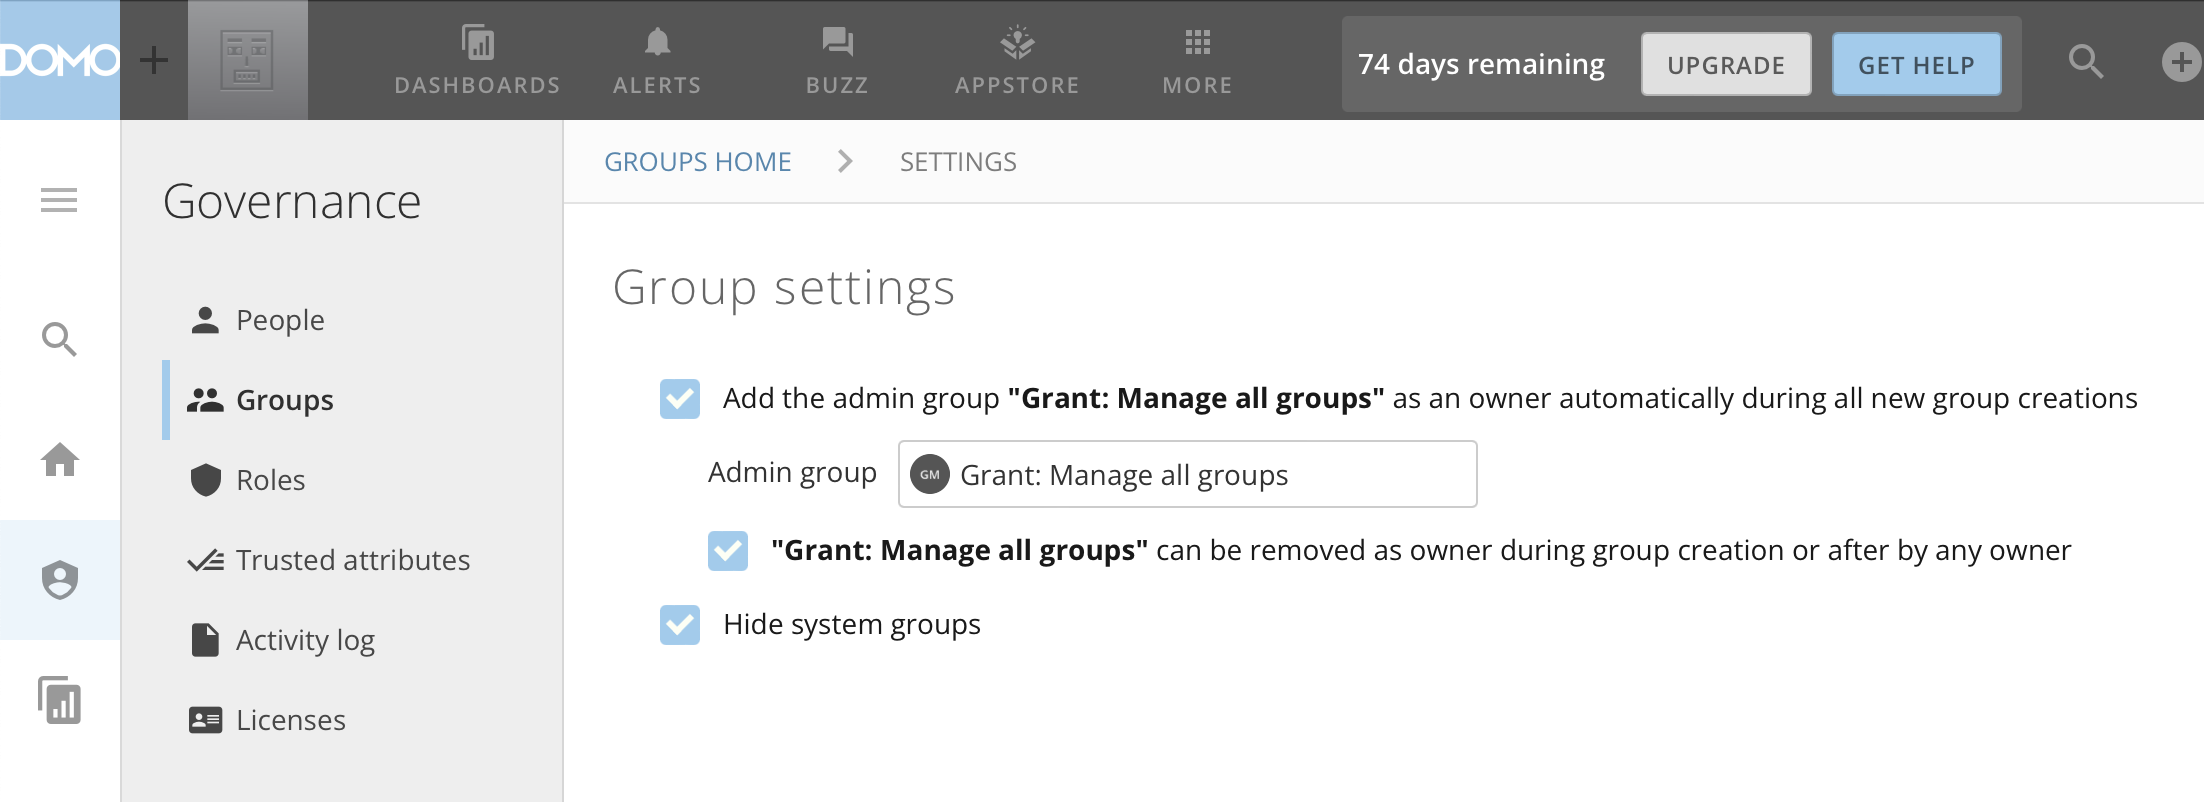 DOMO
DASHBOARDS
ALERTS
BUZZ
APPSTORE
MORE
74 days remaining
UPGRADE
GET HELP
Governance
People
Groups
Roles
Trusted attributes
Activity log
Licenses
GROUPS HOME
SETTINGS
Group settings
Add the admin group "Grant: Manage all groups" as an owner automatically during all new group creations
Admin group
GM
Grant: Manage all groups
"Grant: Manage all groups" can be removed as owner during group creation or after by any owner
Hide system groups